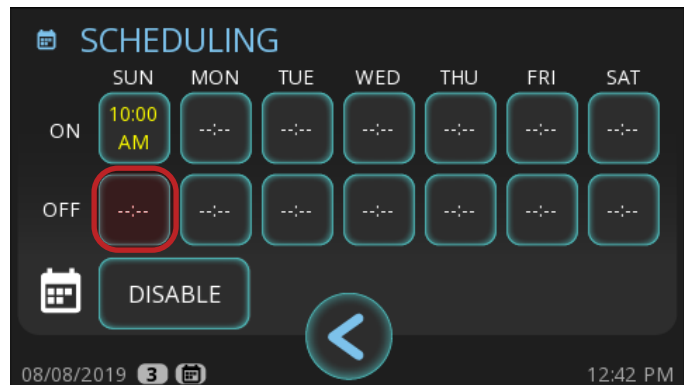 SCHEDULING
SUN MON TUE WED THU FRI SAT
ON 10:00 AM --:-- --:-- --:-- --:-- --:-- --:--
OFF --:-- --:-- --:-- --:-- --:-- --:-- --:--
DISABLE
08/08/2019 3 12:42 PM